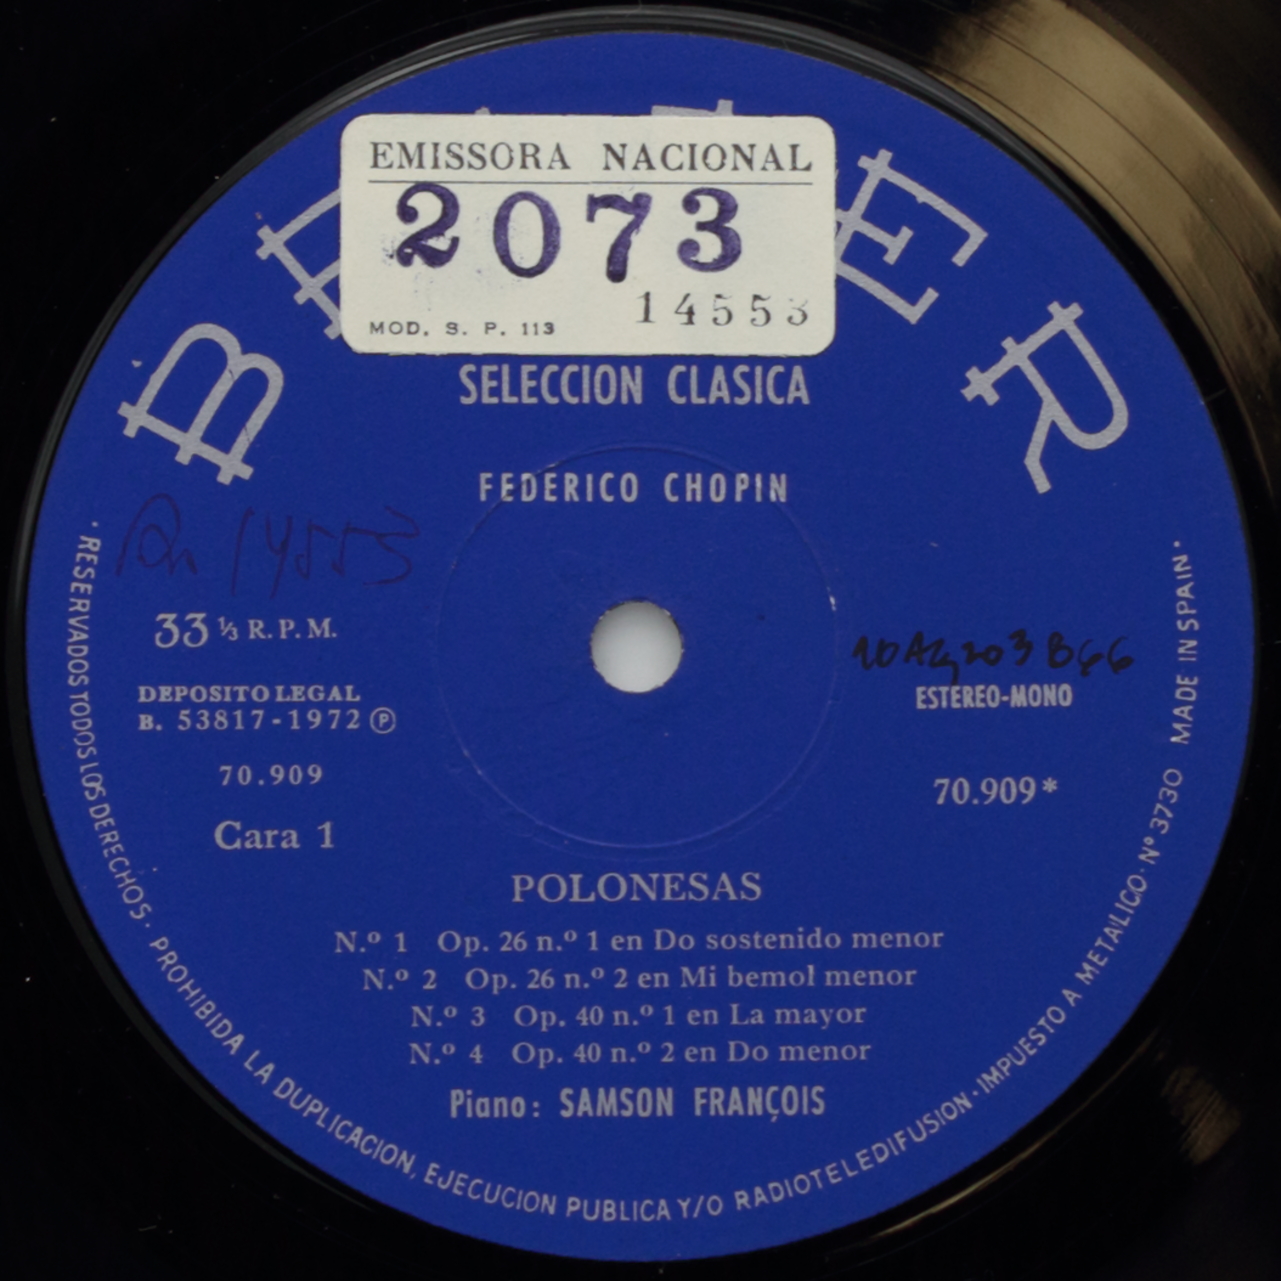 EMISSORA NACIONAL
2073
14553
MOD. S. P. 113
SELECCION CLASICA
FEDERICO CHOPIN
14553
33 ⅓ R.P.M.
DEPOSITO LEGAL
B. 53817-1972 Ⓟ
70.909
Cara 1
ESTEREO-MONO
70.909*
POLONESAS
N.º 1 Op. 26 n.º 1 en Do sostenido menor
N.º 2 Op. 26 n.º 2 en Mi bemol menor
N.º 3 Op. 40 n.º 1 en La mayor
N.º 4 Op. 40 n.º 2 en Do menor
Piano: SAMSON FRANÇOIS
· RESERVADOS TODOS LOS DERECHOS · PROHIBIDA LA DUPLICACION, EJECUCION PUBLICA Y/O RADIOTELEDIFUSION · IMPUESTO A METALICO · Nº 3730 MADE IN SPAIN ·